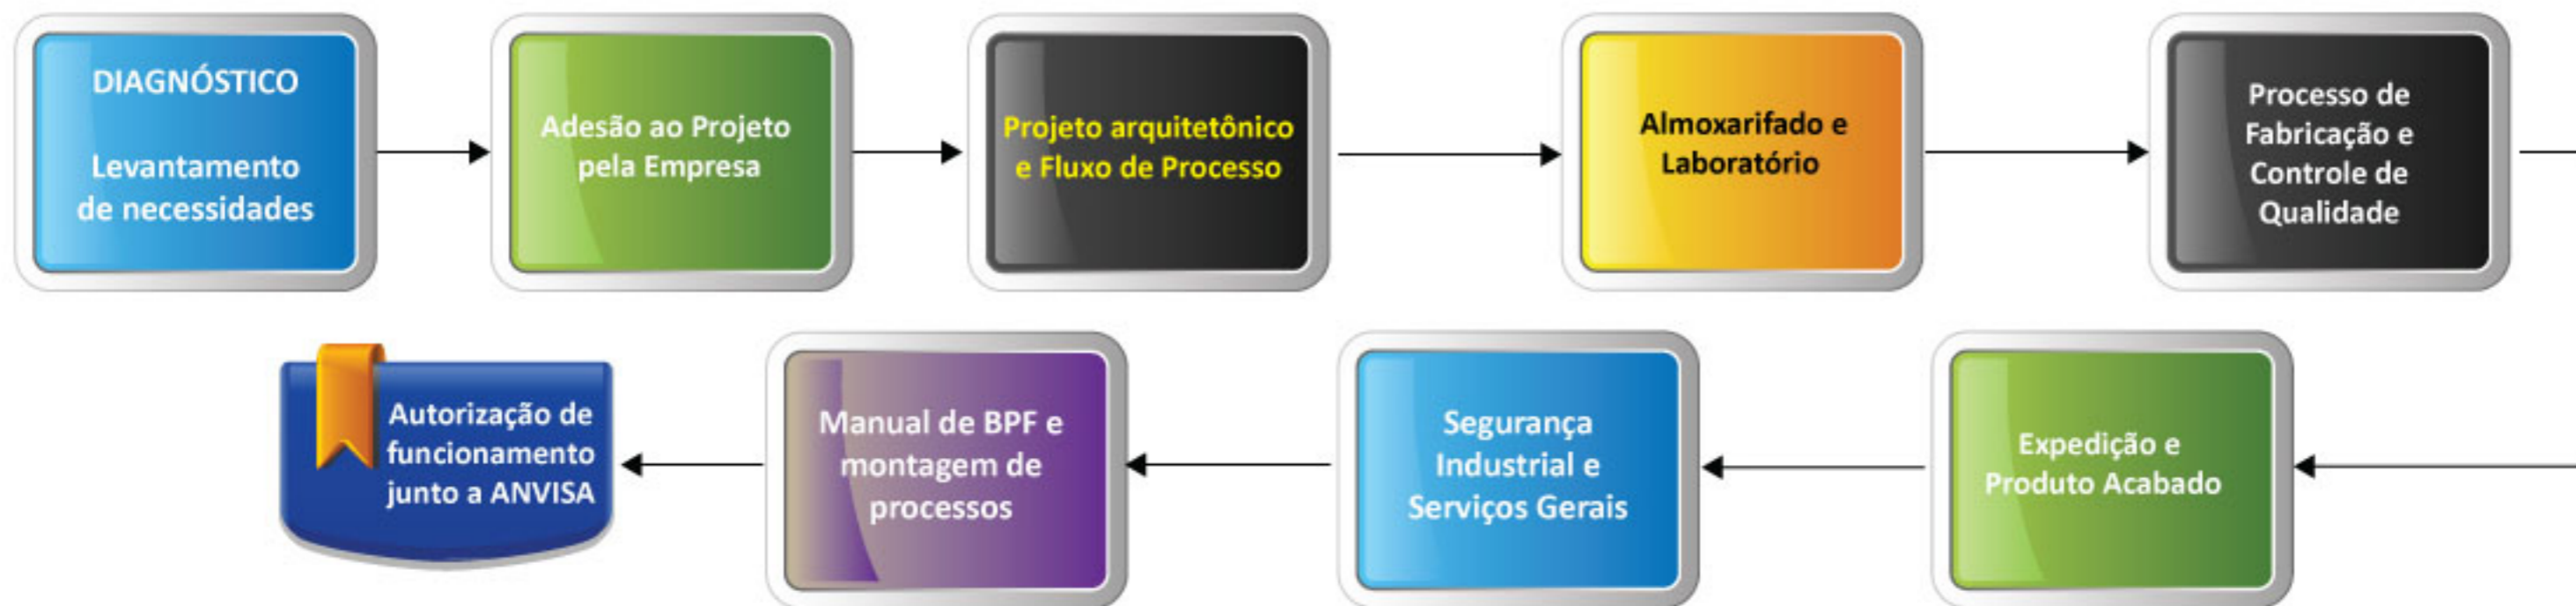 DIAGNÓSTICO
Levantamento
de necessidades
Adesão ao Projeto
pela Empresa
Projeto arquitetônico
e Fluxo de Processo
Almoxarifado e
Laboratório
Processo de
Fabricação e
Controle de
Qualidade
Expedição e
Produto Acabado
Segurança
Industrial e
Serviços Gerais
Manual de BPF e
montagem de
processos
Autorização de
funcionamento
junto a ANVISA